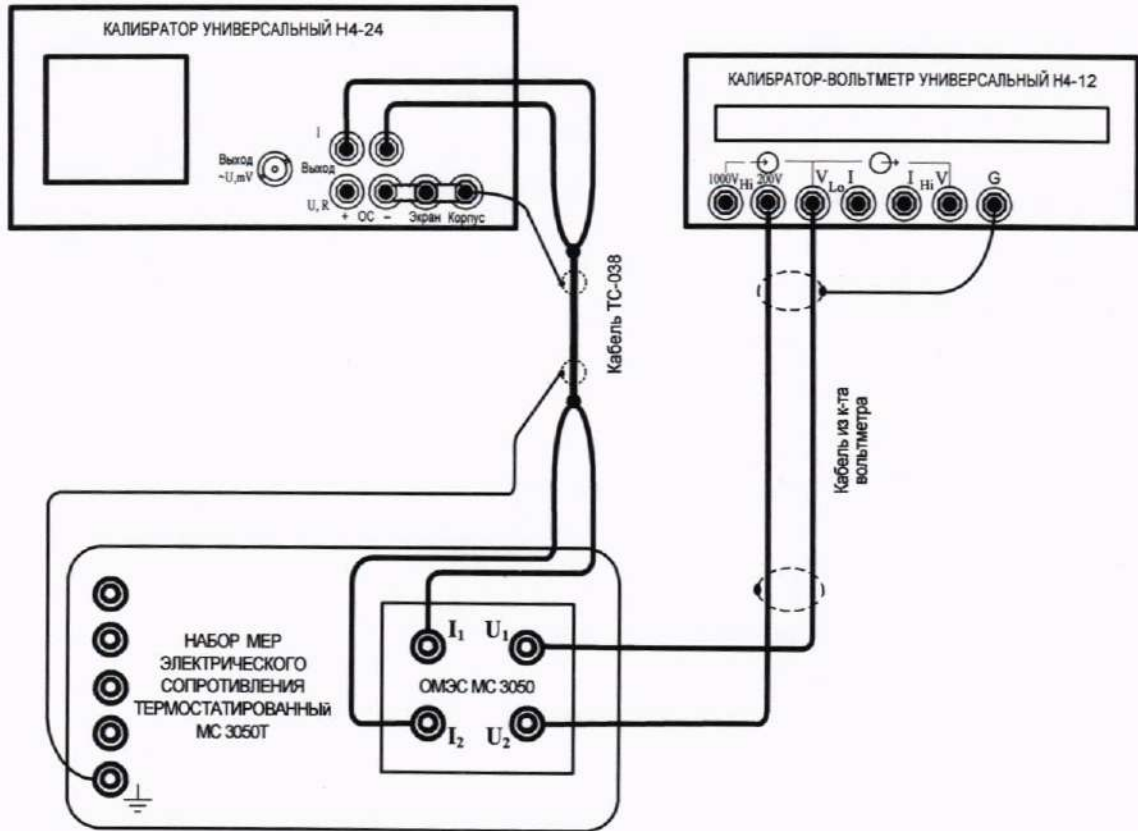 КАЛИБРАТОР УНИВЕРСАЛЬНЫЙ Н4-24
I
Выход
~U,mV
Выход
U, R
+ ОС – Экран Корпус
КАЛИБРАТОР-ВОЛЬТМЕТР УНИВЕРСАЛЬНЫЙ Н4-12
1000V Hi 200V V Lo I I Hi V G
Кабель ТС-038
Кабель из к-та
вольтметра
НАБОР МЕР
ЭЛЕКТРИЧЕСКОГО
СОПРОТИВЛЕНИЯ
ТЕРМОСТАТИРОВАННЫй
МС 3050Т
I₁ U₁
ОМЭС МС 3050
I₂ U₂